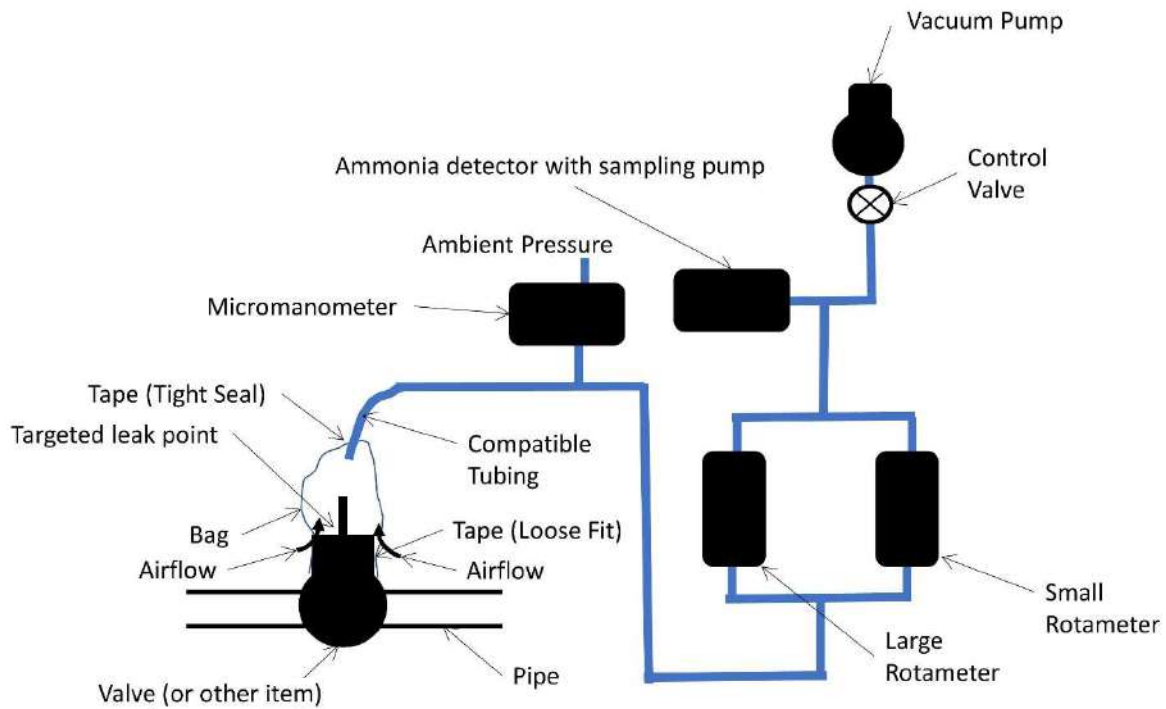 Vacuum Pump
Ammonia detector with sampling pump
Control
Valve
Ambient Pressure
Micromanometer
Tape (Tight Seal)
Targeted leak point
Compatible
Tubing
Bag
Tape (Loose Fit)
Airflow
Airflow
Small
Rotameter
Large
Rotameter
Pipe
Valve (or other item)